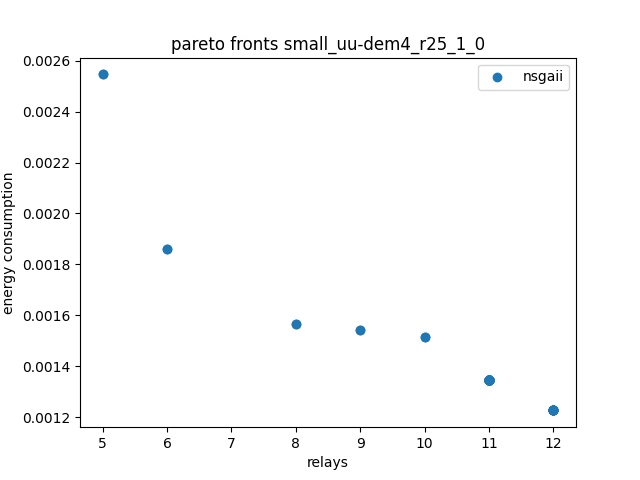 pareto fronts small_uu-dem4_r25_1_0
nsgaii
energy consumption
0.0026
0.0024
0.0022
0.0020
0.0018
0.0016
0.0014
0.0012
5 6 7 8 9 10 11 12
relays